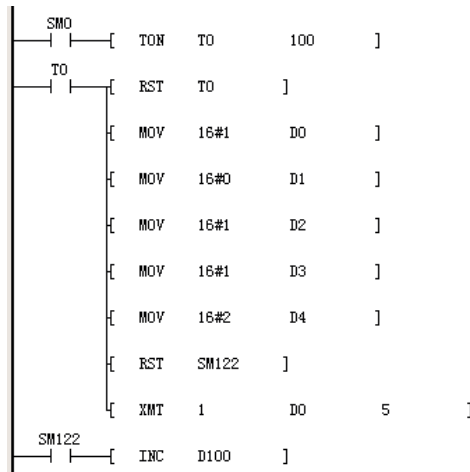 SM0
[ TON T0 100 ]
T0
[ RST T0 ]
[ MOV 16#1 D0 ]
[ MOV 16#0 D1 ]
[ MOV 16#1 D2 ]
[ MOV 16#1 D3 ]
[ MOV 16#2 D4 ]
[ RST SM122 ]
[ XMT 1 D0 5 ]
SM122
[ INC D100 ]